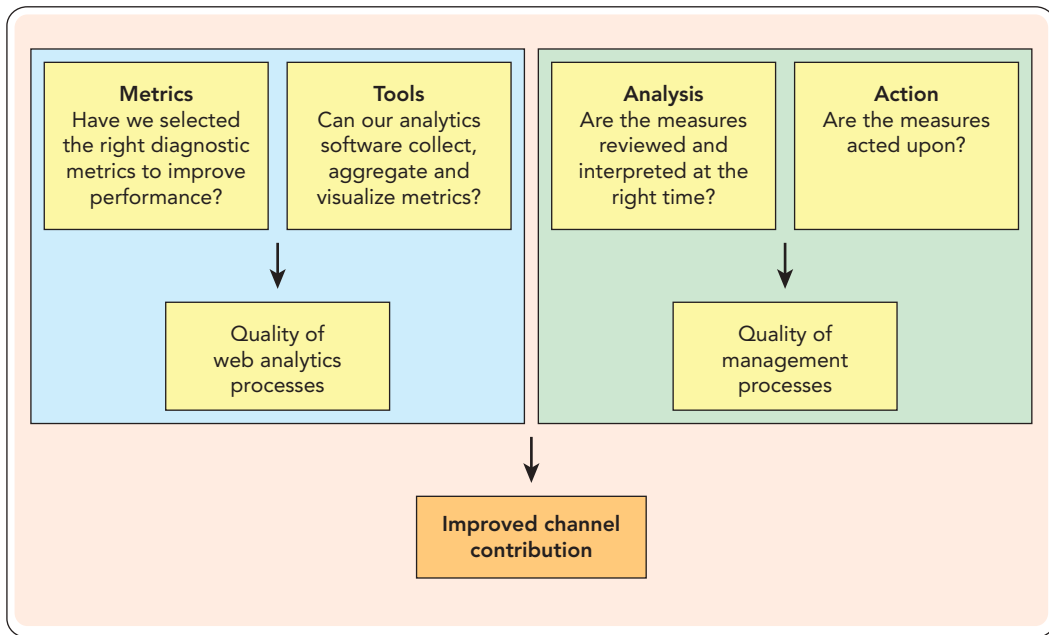 Metrics
Have we selected
the right diagnostic
metrics to improve
performance?
Tools
Can our analytics
software collect,
aggregate and
visualize metrics?
Quality of
web analytics
processes
Analysis
Are the measures
reviewed and
interpreted at the
right time?
Action
Are the measures
acted upon?
Quality of
management
processes
Improved channel
contribution